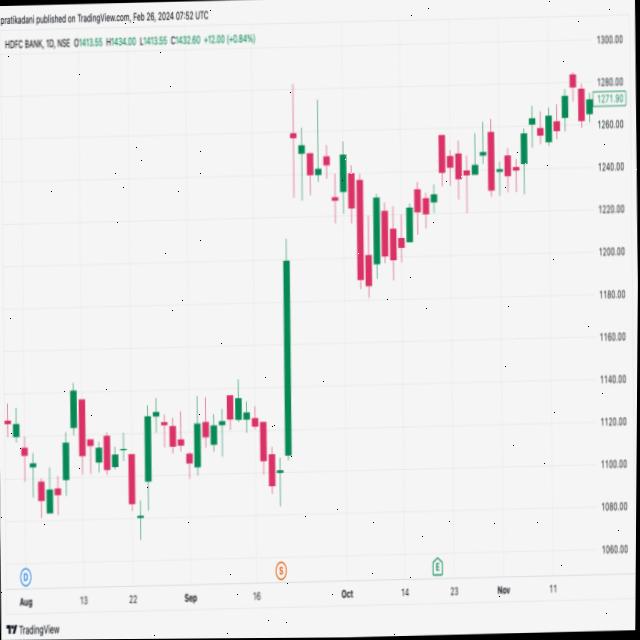 pratikadani published on TradingView.com, Feb 26, 2024 07:52 UTC
HDFC BANK, 1D, NSE O1413.55 H1434.00 L1413.55 C1432.60 +12.00 (+0.84%)
1300.00
1280.00
1271.90
1260.00
1240.00
1220.00
1200.00
1180.00
1160.00
1140.00
1120.00
1100.00
1080.00
1060.00
D
S
E
Aug 13 22 Sep 16 Oct 14 23 Nov 11
TradingView